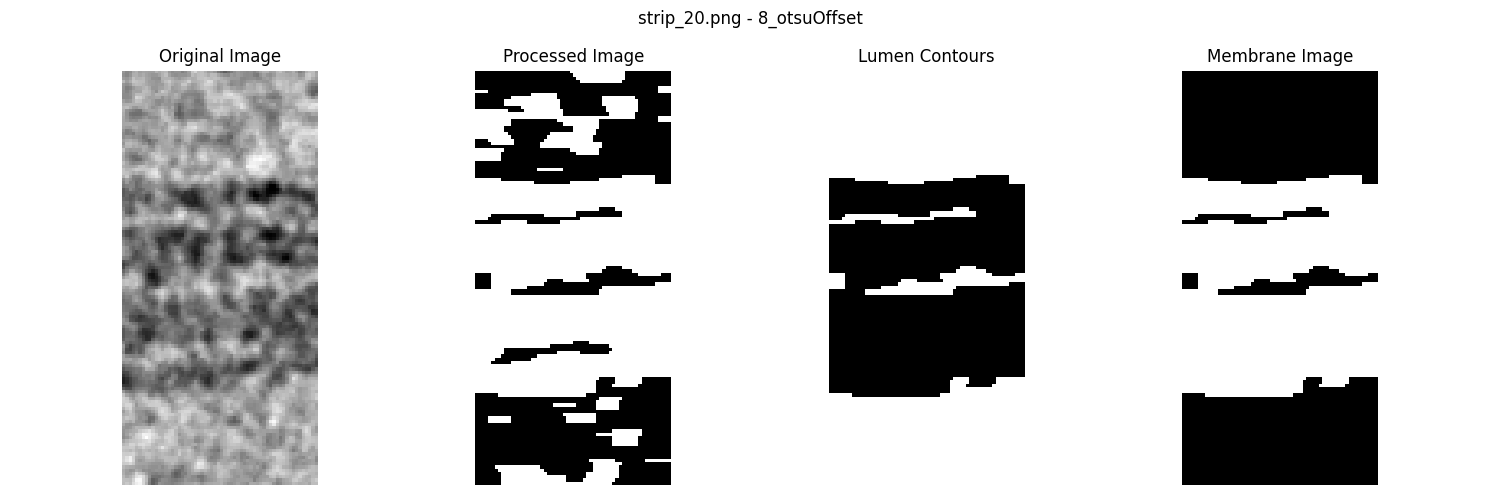 strip_20.png - 8_otsuOffset
Original Image
Processed Image
Lumen Contours
Membrane Image